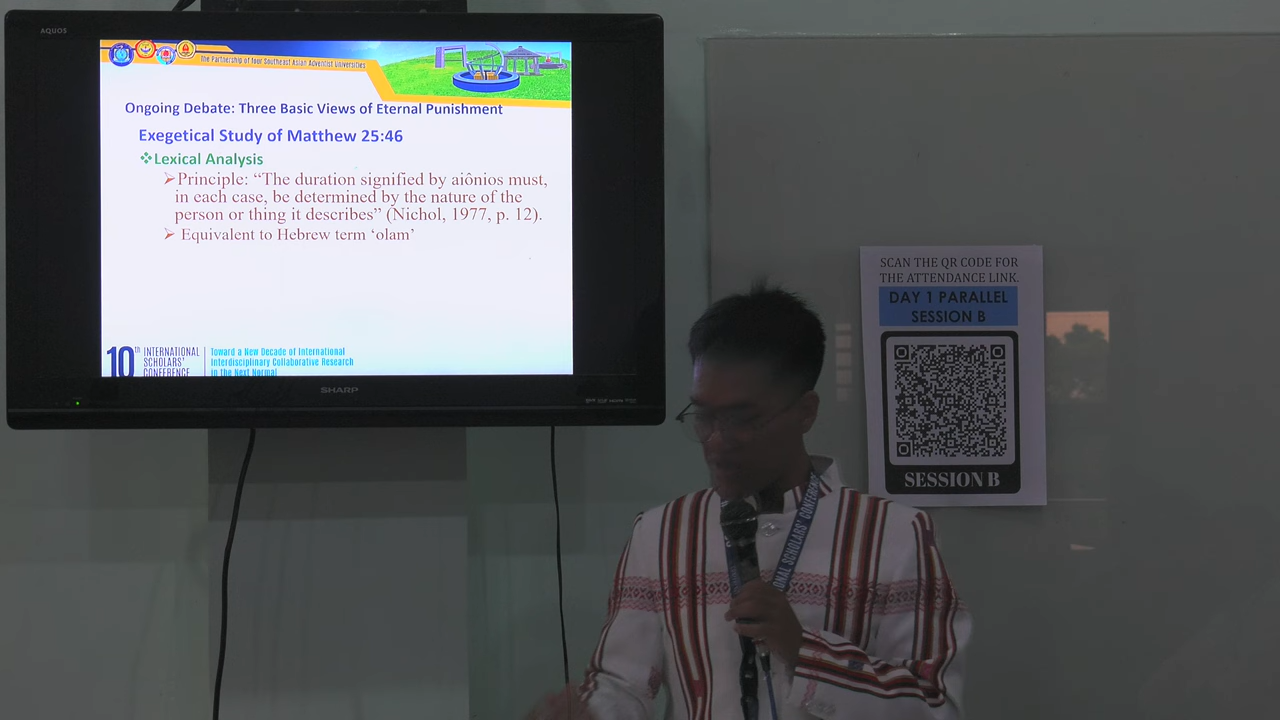 AQUOS
The Partnership of four Southeast Asian Adventist Universities
Ongoing Debate: Three Basic Views of Eternal Punishment
Exegetical Study of Matthew 25:46
❖Lexical Analysis
➢Principle: “The duration signified by aiônios must,
in each case, be determined by the nature of the
person or thing it describes” (Nichol, 1977, p. 12).
➢ Equivalent to Hebrew term ‘olam’
10th INTERNATIONAL
SCHOLARS'
CONFERENCE
Toward a New Decade of International
Interdisciplinary Collaborative Research
in the Next Normal
SHARP
SCAN THE QR CODE FOR
THE ATTENDANCE LINK.
DAY 1 PARALLEL
SESSION B
SESSION B
ONAL SCHOLARS' CONFERENCE